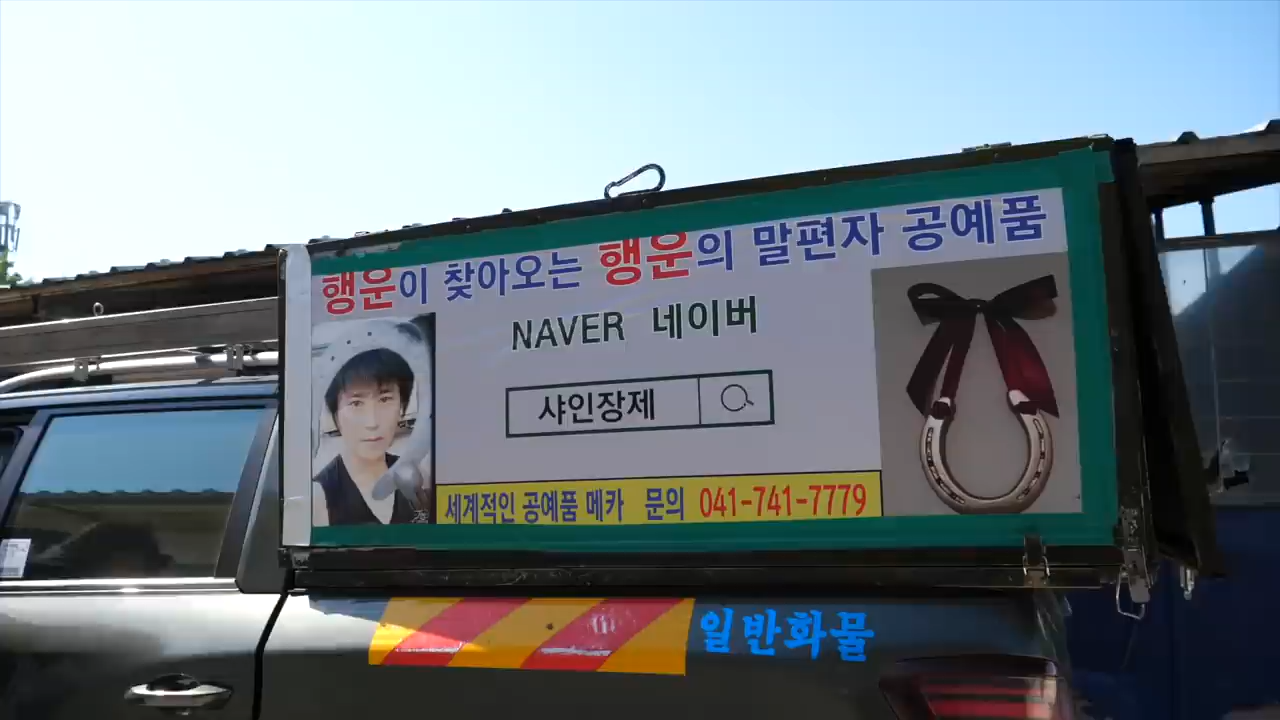 행운이 찾아오는 행운의 말편자 공예품
NAVER 네이버
샤인장제
세계적인 공예품 메카 문의 041-741-7779
일반화물